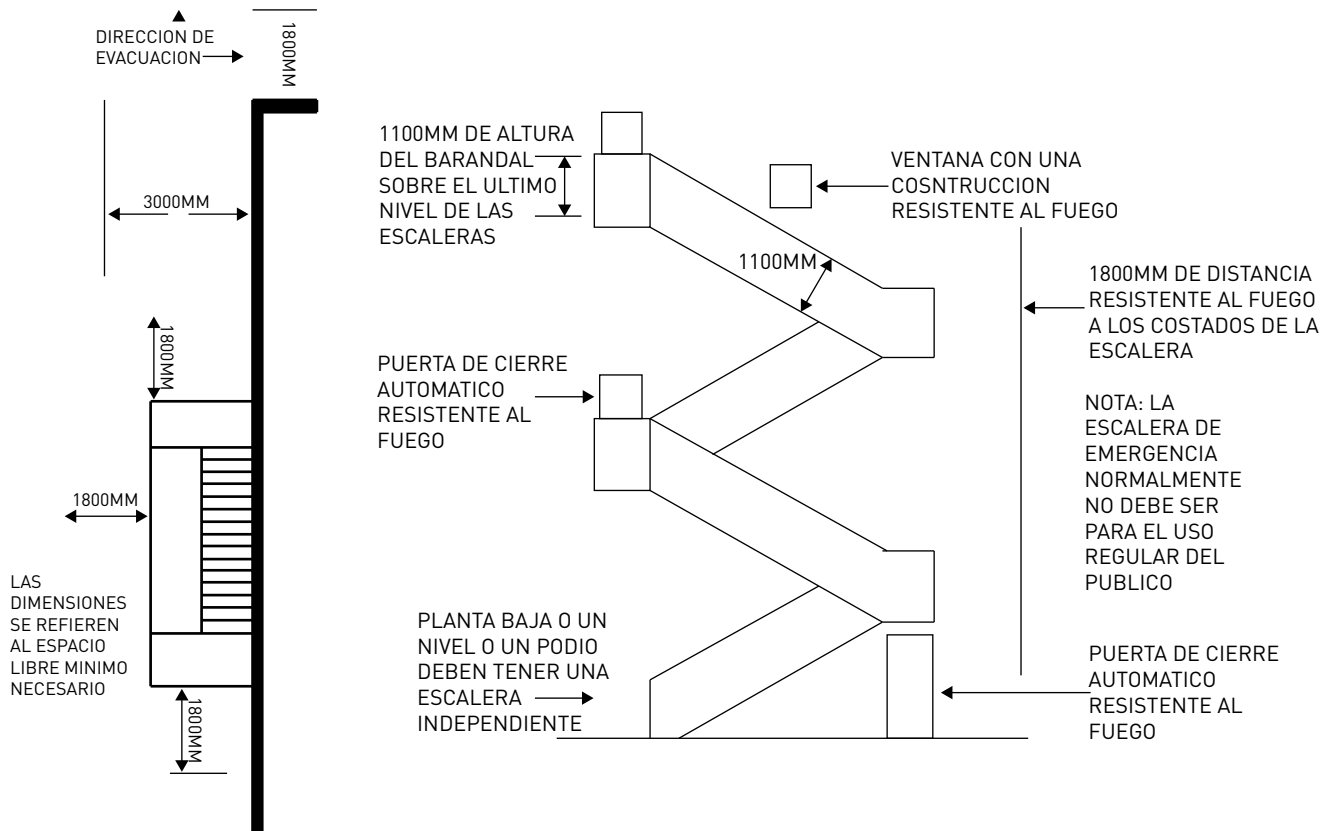 DIRECCION DE
EVACUACION
1800MM
3000MM
1800MM
1800MM
LAS
DIMENSIONES
SE REFIEREN
AL ESPACIO
LIBRE MINIMO
NECESARIO
1800MM
1100MM DE ALTURA
DEL BARANDAL
SOBRE EL ULTIMO
NIVEL DE LAS
ESCALERAS
VENTANA CON UNA
COSNTRUCCION
RESISTENTE AL FUEGO
1100MM
1800MM DE DISTANCIA
RESISTENTE AL FUEGO
A LOS COSTADOS DE LA
ESCALERA
PUERTA DE CIERRE
AUTOMATICO
RESISTENTE AL
FUEGO
NOTA: LA
ESCALERA DE
EMERGENCIA
NORMALMENTE
NO DEBE SER
PARA EL USO
REGULAR DEL
PUBLICO
PLANTA BAJA O UN
NIVEL O UN PODIO
DEBEN TENER UNA
ESCALERA
INDEPENDIENTE
PUERTA DE CIERRE
AUTOMATICO
RESISTENTE AL
FUEGO